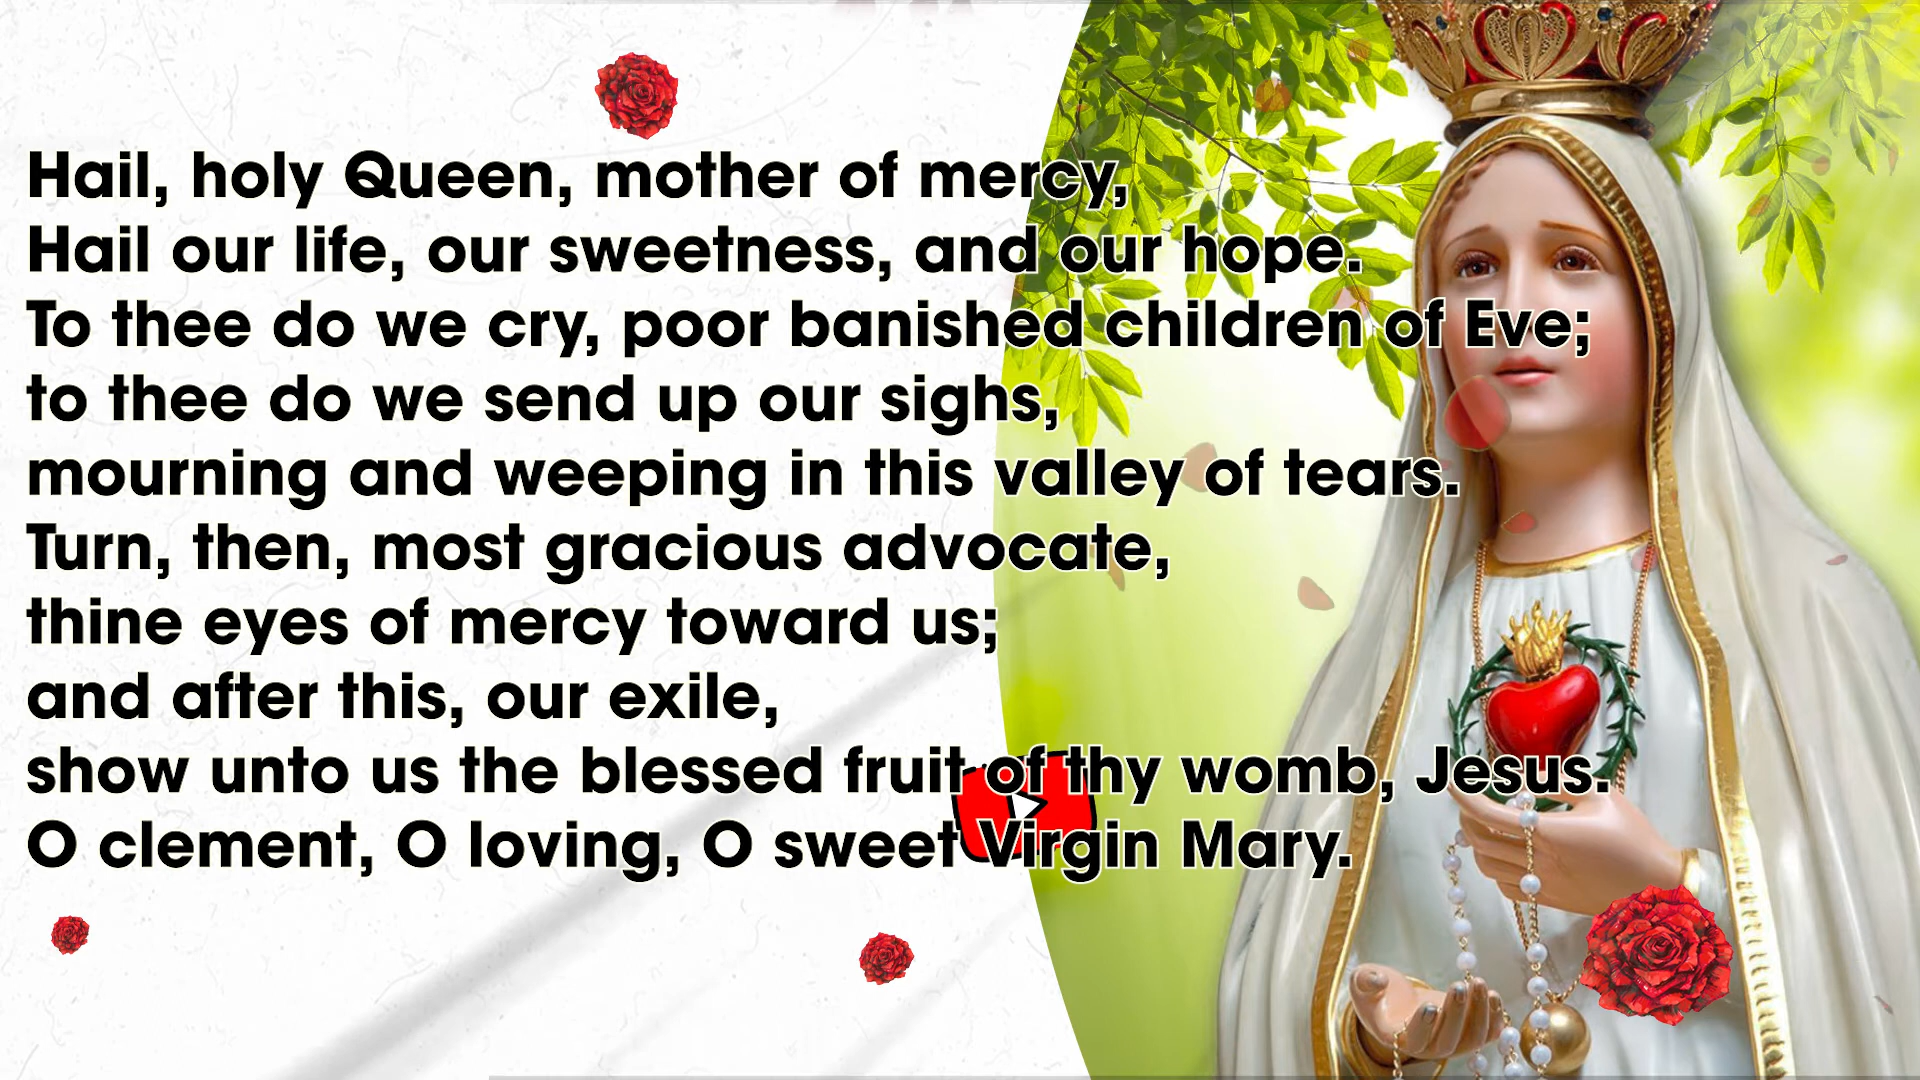 Hail, holy Queen, mother of mercy,
Hail our life, our sweetness, and our hope.
To thee do we cry, poor banished children of Eve;
to thee do we send up our sighs,
mourning and weeping in this valley of tears.
Turn, then, most gracious advocate,
thine eyes of mercy toward us;
and after this, our exile,
show unto us the blessed fruit of thy womb, Jesus.
O clement, O loving, O sweet Virgin Mary.